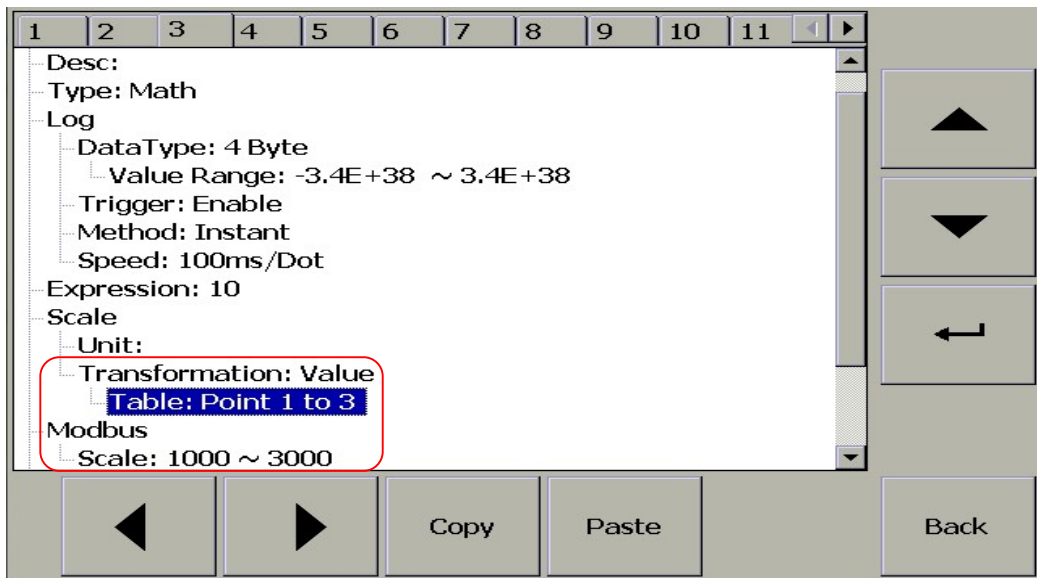 1 2 3 4 5 6 7 8 9 10 11
Desc:
Type: Math
Log
DataType: 4 Byte
Value Range: -3.4E+38 ~ 3.4E+38
Trigger: Enable
Method: Instant
Speed: 100ms/Dot
Expression: 10
Scale
Unit:
Transformation: Value
Table: Point 1 to 3
Modbus
Scale: 1000 ~ 3000
Copy Paste Back